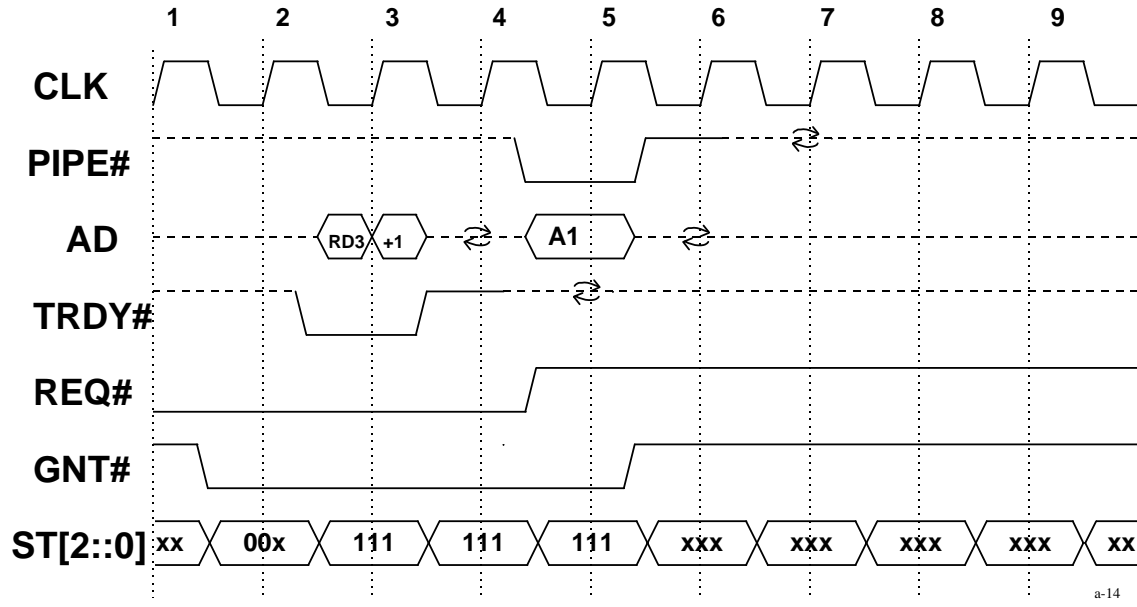 1 2 3 4 5 6 7 8 9
CLK
PIPE#
AD RD3 +1 A1
TRDY#
REQ#
GNT#
ST[2::0] xx 00x 111 111 111 xxx xxx xxx xxx xx
a-14